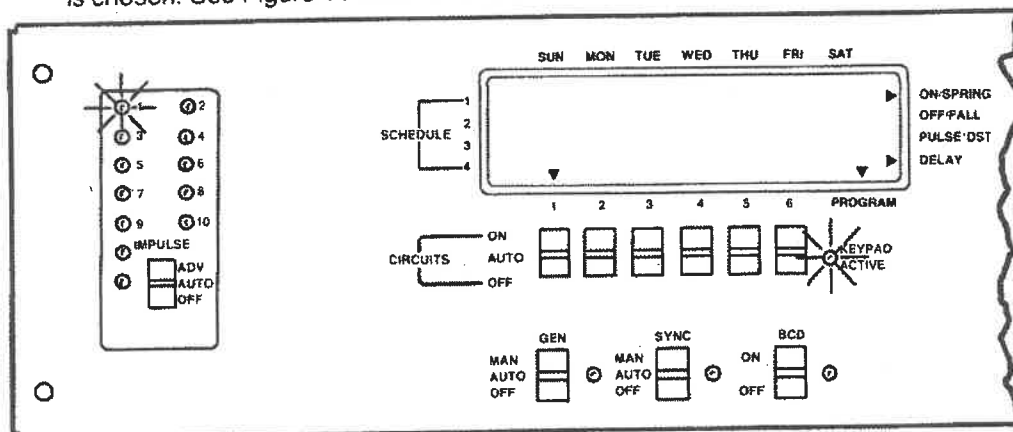 is chosen. See Figure
SUN MON TUE WED THU FRI SAT
1 2
3 4
5 6
7 8
9 10
IMPULSE
ADV
AUTO
OFF
SCHEDULE
1
2
3
4
ON/SPRING
OFF/FALL
PULSE/DST
DELAY
1 2 3 4 5 6 PROGRAM
CIRCUITS
ON
AUTO
OFF
KEYPAD
ACTIVE
GEN
MAN
AUTO
OFF
SYNC
MAN
AUTO
OFF
BCD
ON
OFF